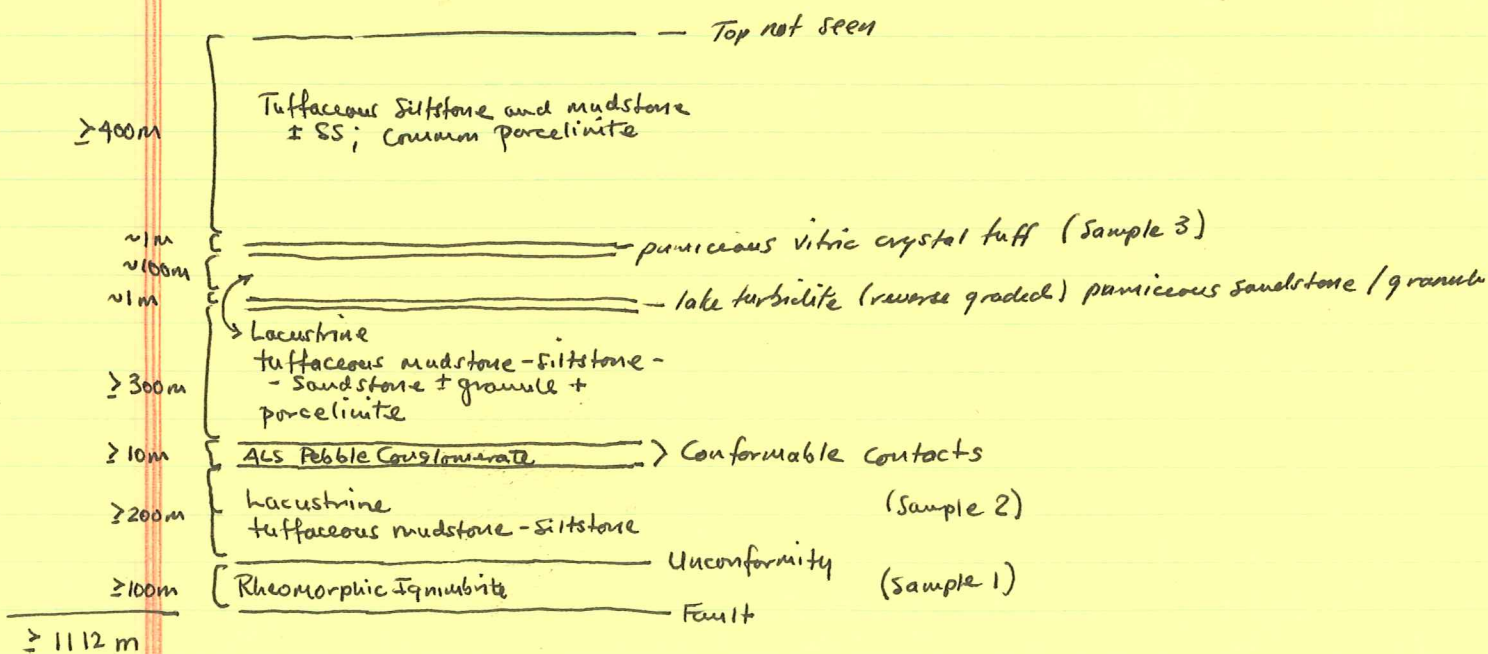 Top not seen
≥400m
Tuffaceous Siltstone and mudstone
± SS; Common porcelinite
~1m
pumiceous vitric crystal tuff (Sample 3)
~100m
~1m
lake turbidite (reverse graded) pumiceous sandstone / granule
Lacustrine
tuffaceous mudstone-siltstone-
- Sandstone ± granule +
porcelinite
≥300m
≥10m
ALS Pebble Conglomerate
Conformable contacts
≥200m
Lacustrine
tuffaceous mudstone-siltstone
(Sample 2)
Unconformity
≥100m
Rheomorphic Ignimbrite
(Sample 1)
Fault
≥ 1112 m